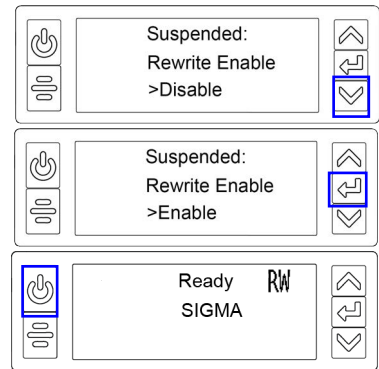 Suspended:
Rewrite Enable
>Disable
Suspended:
Rewrite Enable
>Enable
Ready RW
SIGMA